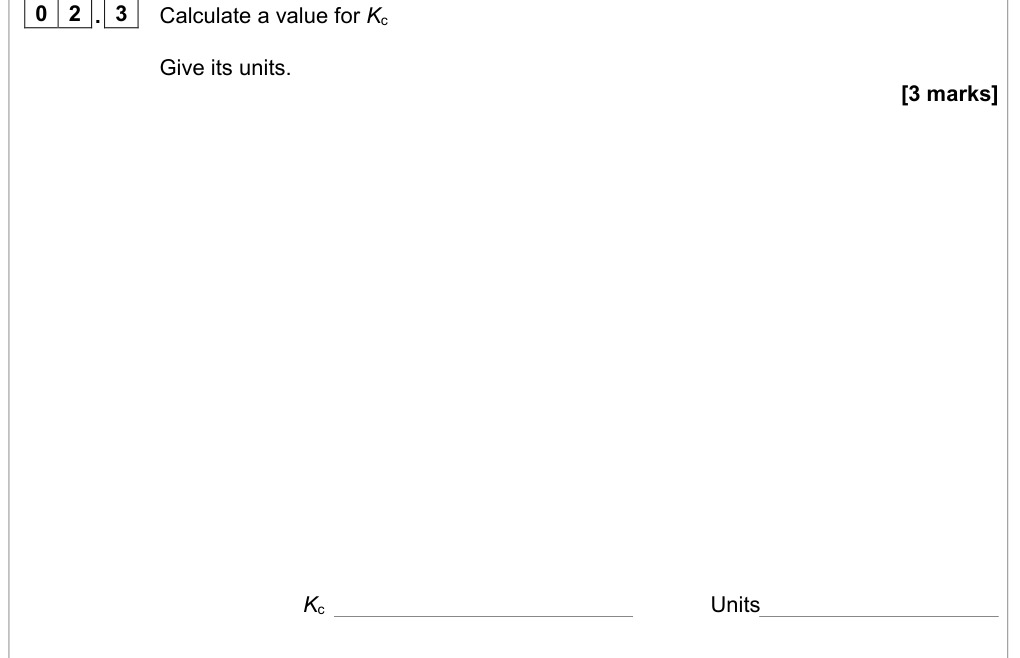 0 2 . 3 Calculate a value for Kc
Give its units.
[3 marks]
Kc Units